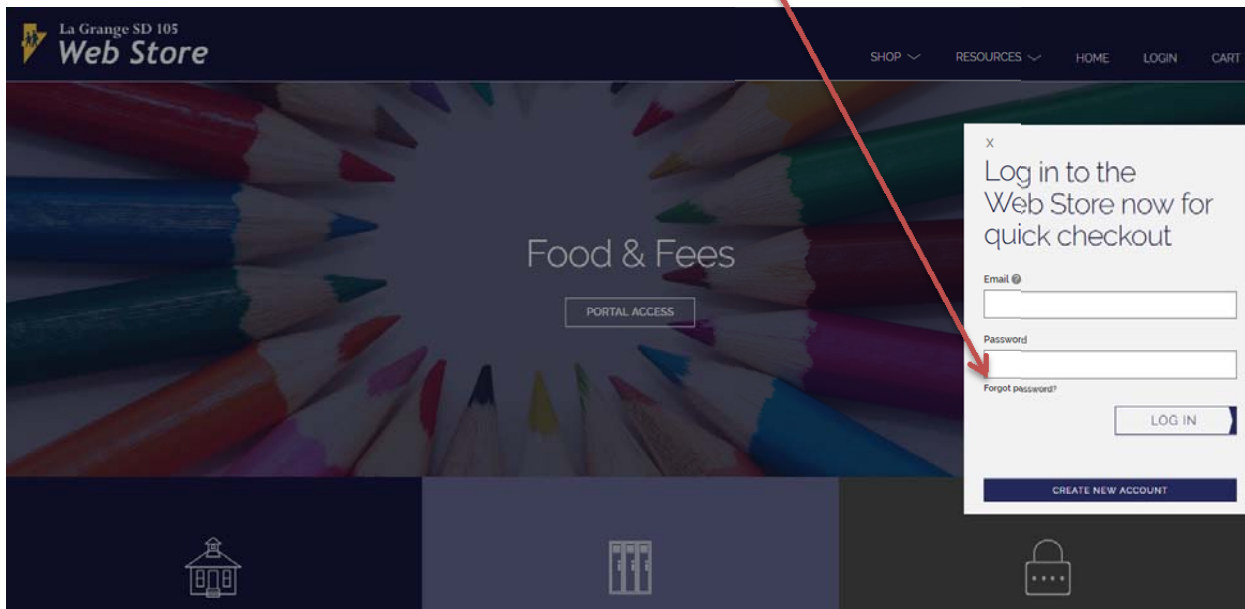 La Grange SD 105
Web Store
SHOP RESOURCES HOME LOGIN CART
X
Log in to the
Web Store now for
quick checkout
Food & Fees
PORTAL ACCESS
Email ?
Password
Forgot password?
LOG IN
CREATE NEW ACCOUNT